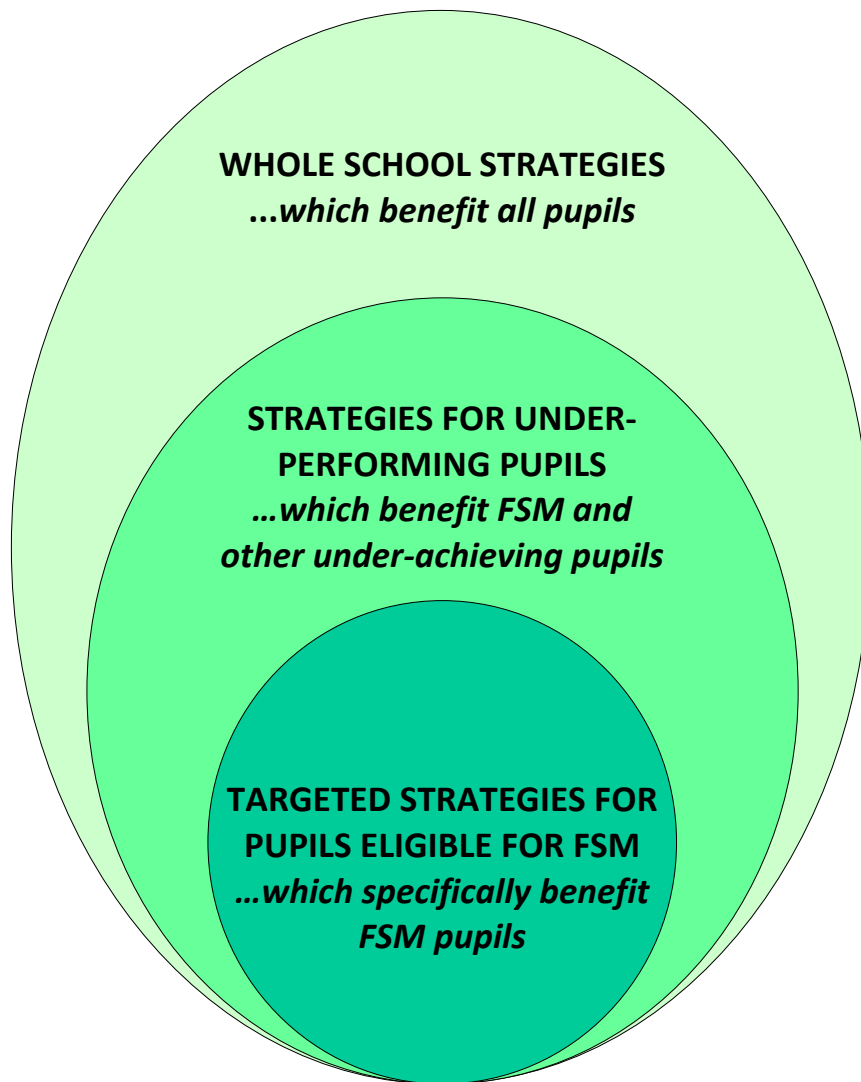 WHOLE SCHOOL STRATEGIES
...which benefit all pupils
STRATEGIES FOR UNDER-
PERFORMING PUPILS
…which benefit FSM and
other under-achieving pupils
TARGETED STRATEGIES FOR
PUPILS ELIGIBLE FOR FSM
…which specifically benefit
FSM pupils